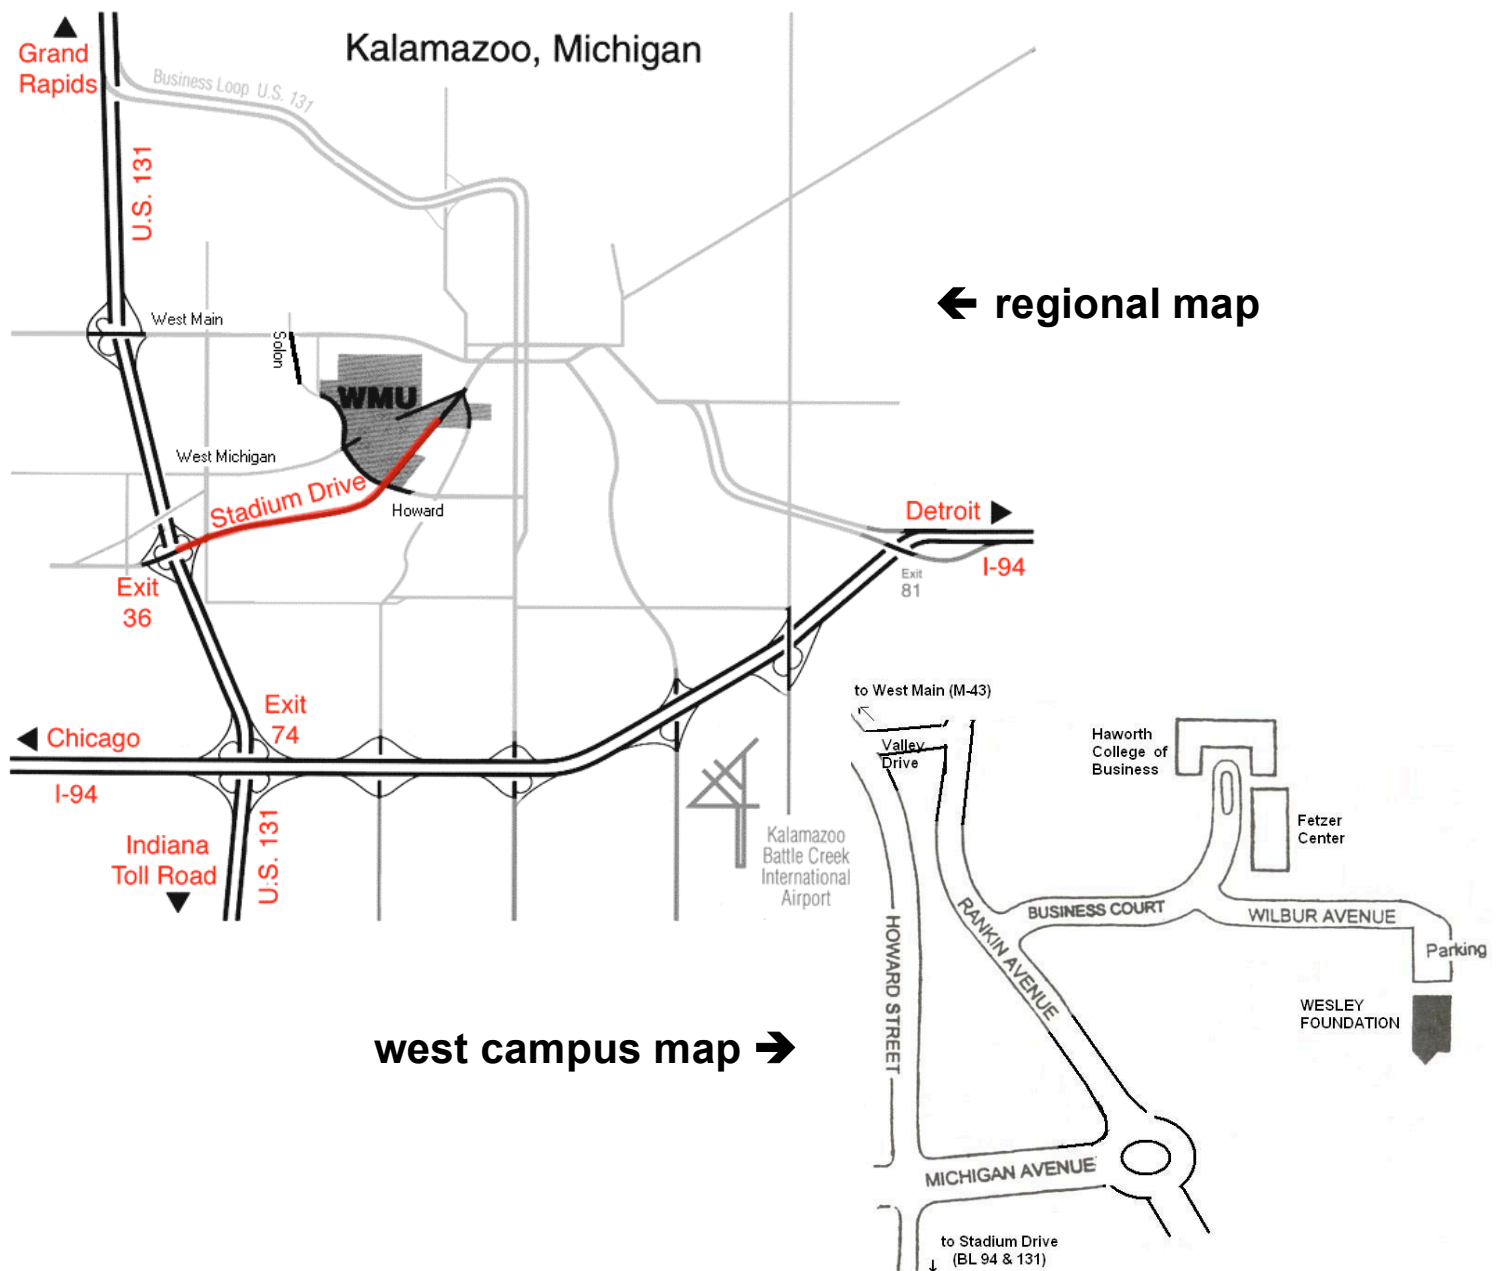 Kalamazoo, Michigan
Grand
Rapids
Business Loop U.S. 131
U.S. 131
← regional map
West Main
Solon
WMU
West Michigan
Stadium Drive
Howard
Detroit
I-94
Exit
81
Exit
36
Exit
74
Chicago
I-94
Indiana
Toll Road
U.S. 131
Kalamazoo
Battle Creek
International
Airport
west campus map →
to West Main (M-43)
Valley
Drive
Haworth
College of
Business
Fetzer
Center
BUSINESS COURT
WILBUR AVENUE
RANKIN AVENUE
Parking
HOWARD STREET
WESLEY
FOUNDATION
MICHIGAN AVENUE
to Stadium Drive
(BL 94 & 131)